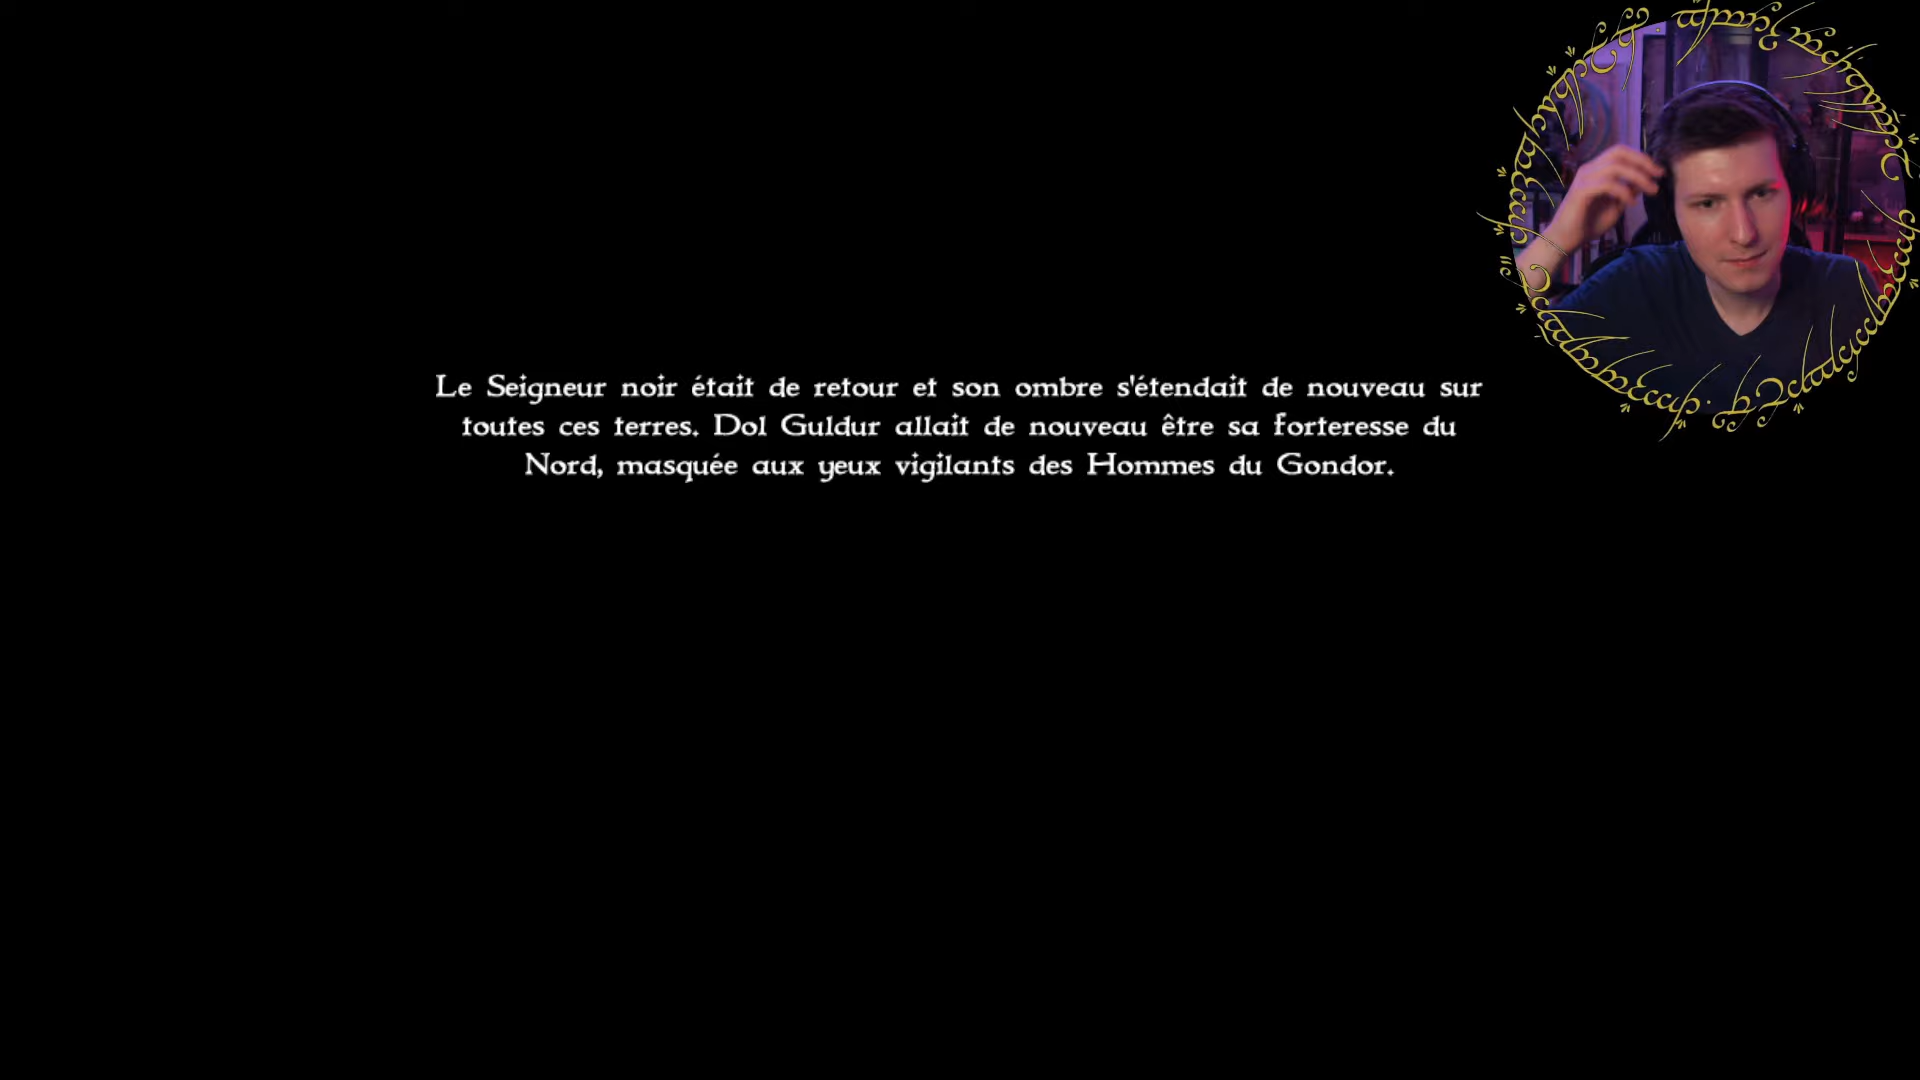 Le Seigneur noir était de retour et son ombre s'étendait de nouveau sur
toutes ces terres. Dol Guldur allait de nouveau être sa forteresse du
Nord, masquée aux yeux vigilants des Hommes du Gondor.